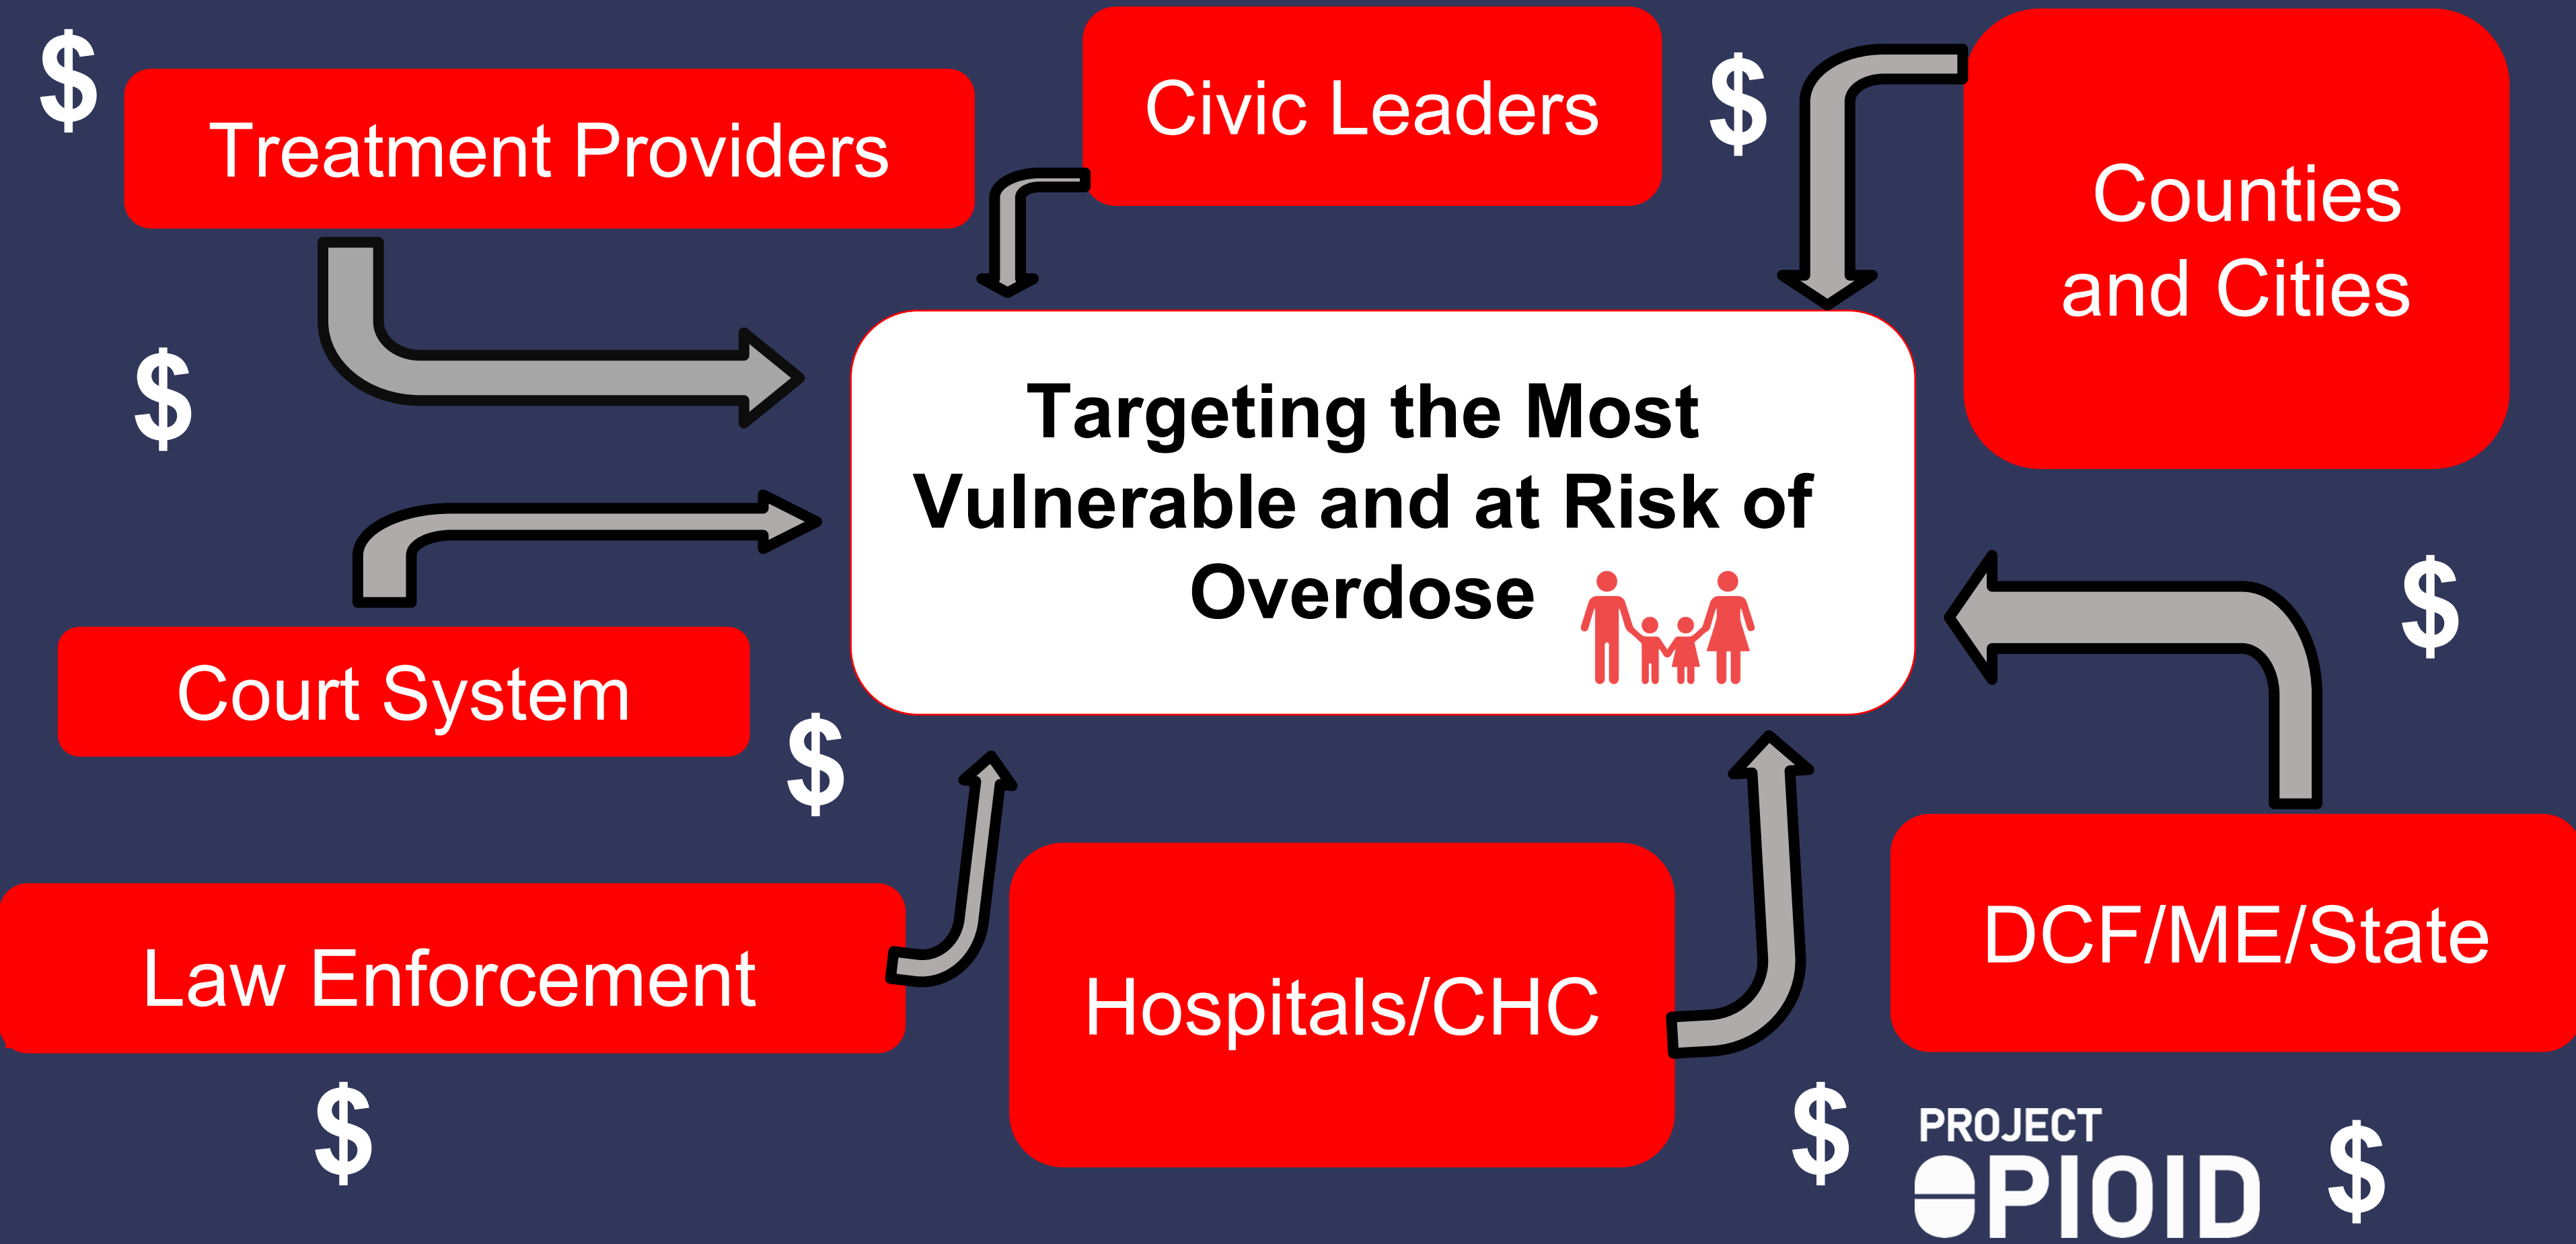 $
Treatment Providers
Civic Leaders
$
Counties
and Cities
$
Targeting the Most
Vulnerable and at Risk of
Overdose
$
Court System
$
Law Enforcement
Hospitals/CHC
DCF/ME/State
$
$
PROJECT
OPIOID
$